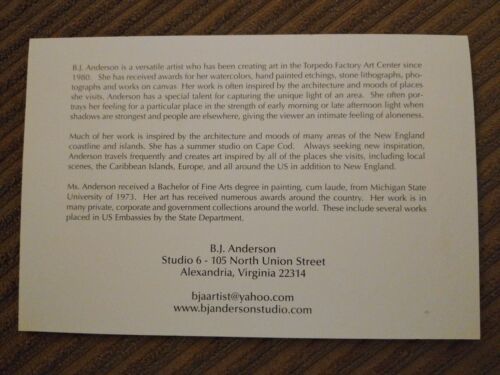 B.J. Anderson is a versatile artist who has been creating art in the Torpedo Factory Art Center since
1980. She has received awards for her watercolors, hand painted etchings, stone lithographs, pho-
tographs and works on canvas  Her work is often inspired by the architecture and moods of places
she visits. Anderson has a special talent for capturing the unique light of an area. She often por-
trays her feeling for a particular place in the strength of early morning or late afternoon light when
shadows are strongest and people are elsewhere, giving the viewer an intimate feeling of aloneness.
Much of her work is inspired by the architecture and moods of many areas of the New England
coastline and islands. She has a summer studio on Cape Cod. Always seeking new inspiration,
Anderson travels frequently and creates art inspired by all of the places she visits, including local
scenes, the Caribbean Islands, Europe, and all around the US in addition to New England.
Ms. Anderson received a Bachelor of Fine Arts degree in painting, cum laude, from Michigan State
University of 1973. Her art has received numerous awards around the country. Her work is in
many private, corporate and government collections around the world. These include several works
placed in US Embassies by the State Department.
B.J. Anderson
Studio 6 - 105 North Union Street
Alexandria, Virginia 22314
bjaartist@yahoo.com
www.bjandersonstudio.com